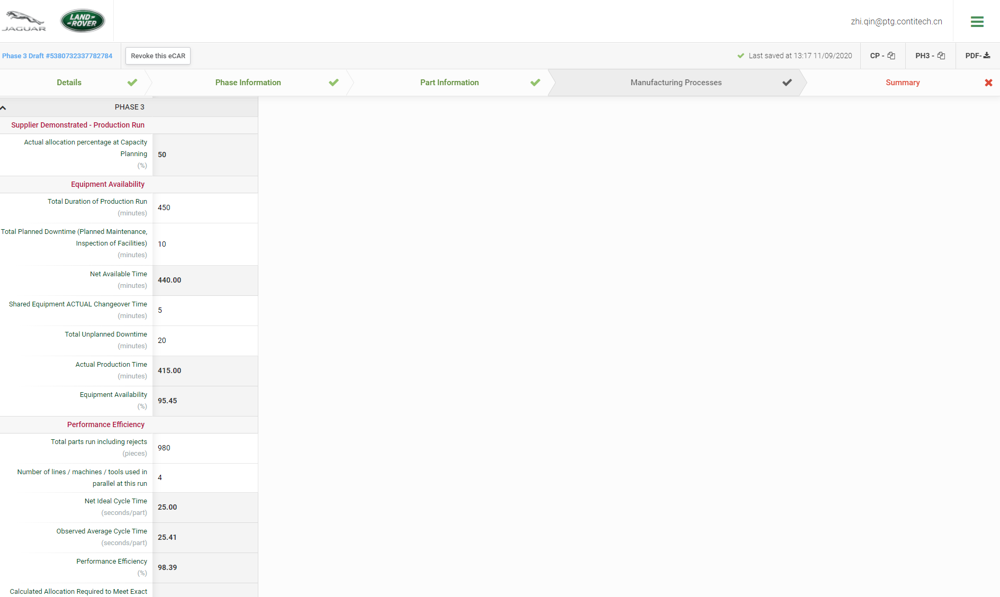 JAGUAR
LAND-
-ROVER
zhi.qin@ptg.contitech.cn
Phase 3 Draft #5380732337782784
Revoke this eCAR
Last saved at 13:17 11/09/2020
CP -
PH3 -
PDF-
Details
Phase Information
Part Information
Manufacturing Processes
Summary
PHASE 3
Supplier Demonstrated - Production Run
Actual allocation percentage at Capacity
Planning
(%)
50
Equipment Availability
Total Duration of Production Run
(minutes)
450
Total Planned Downtime (Planned Maintenance,
Inspection of Facilities)
(minutes)
10
Net Available Time
(minutes)
440.00
Shared Equipment ACTUAL Changeover Time
(minutes)
5
Total Unplanned Downtime
(minutes)
20
Actual Production Time
(minutes)
415.00
Equipment Availability
(%)
95.45
Performance Efficiency
Total parts run including rejects
(pieces)
980
Number of lines / machines / tools used in
parallel at this run
4
Net Ideal Cycle Time
(seconds/part)
25.00
Observed Average Cycle Time
(seconds/part)
25.41
Performance Efficiency
(%)
98.39
Calculated Allocation Required to Meet Exact